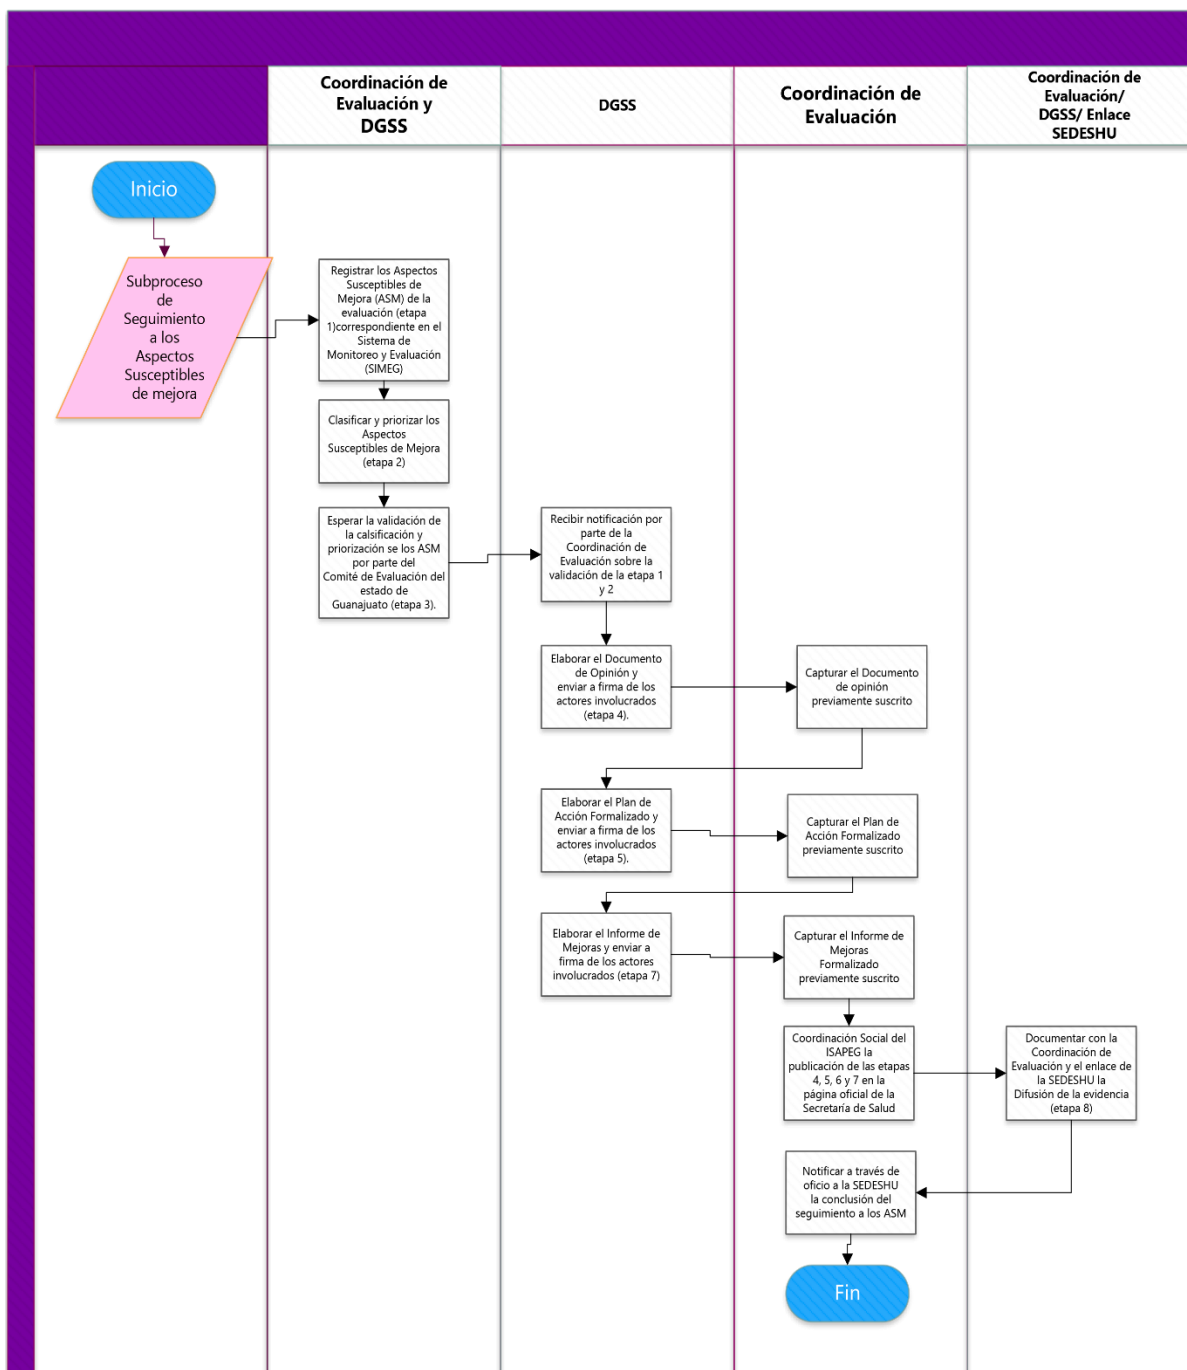 Coordinación de
Evaluación y
DGSS
DGSS
Coordinación de
Evaluación
Coordinación de
Evaluación/
DGSS/ Enlace
SEDESHU
Inicio
Subproceso
de
Seguimiento
a los
Aspectos
Susceptibles
de mejora
Registrar los Aspectos
Susceptibles de
Mejora (ASM) de la
evaluación (etapa
1)correspondiente en el
Sistema de
Monitoreo y Evaluación
(SIMEG)
Clasificar y priorizar los
Aspectos
Susceptibles de Mejora
(etapa 2)
Esperar la validación de
la calsificación y
priorización se los ASM
por parte del
Comité de Evaluación del
estado de
Guanajuato (etapa 3).
Recibir notificación por
parte de la
Coordinación de
Evaluación sobre la
validación de la etapa 1
y 2
Elaborar el Documento
de Opinión y
enviar a firma de los
actores involucrados
(etapa 4).
Capturar el Documento
de opinión
previamente suscrito
Elaborar el Plan de
Acción Formalizado y
enviar a firma de los
actores involucrados
(etapa 5).
Capturar el Plan de
Acción Formalizado
previamente suscrito
Elaborar el Informe de
Mejoras y enviar a
firma de los actores
involucrados (etapa 7)
Capturar el Informe de
Mejoras
Formalizado
previamente suscrito
Coordinación Social del
ISAPEG la
publicación de las etapas
4, 5, 6 y 7 en la
página oficial de la
Secretaría de Salud
Documentar con la
Coordinación de
Evaluación y el enlace de
la SEDESHU la
Difusión de la evidencia
(etapa 8)
Notificar a través de
oficio a la SEDESHU
la conclusión del
seguimiento a los ASM
Fin